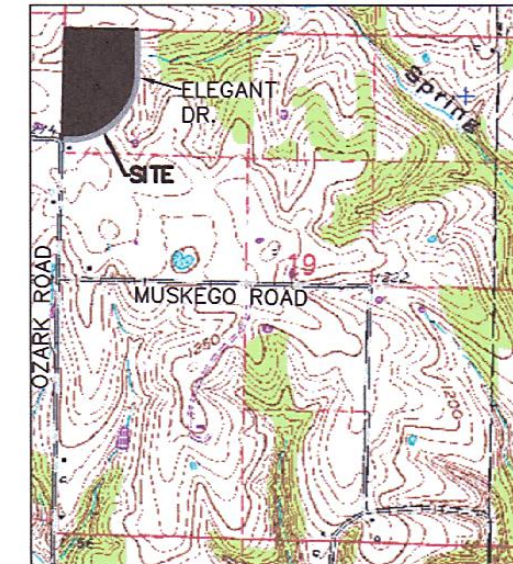 Spring
ELEGANT
DR.
SITE
19
OZARK ROAD
MUSKEGO ROAD
1250
1200